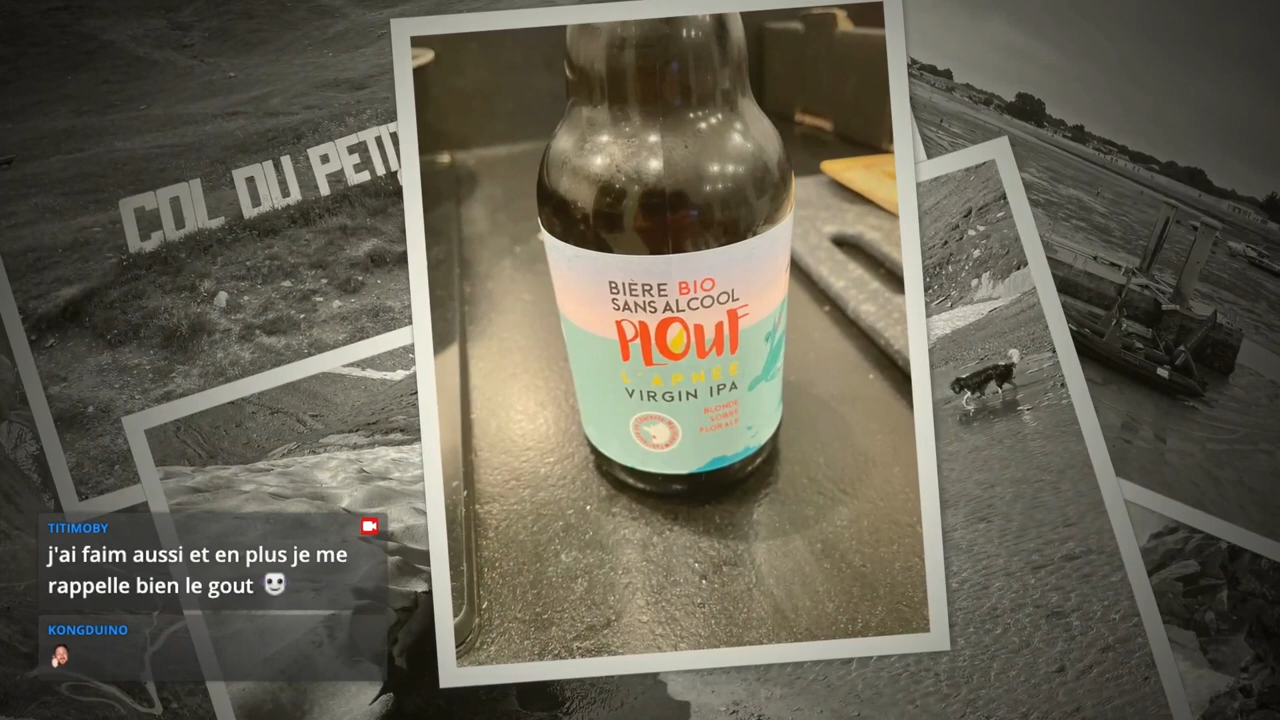 COL DU PETIT
BIÈRE BIO
SANS ALCOOL
PLOUF
L'APNÉE
VIRGIN IPA
BLONDE
SOBRE
FLORALE
TITIMOBY
j'ai faim aussi et en plus je me
rappelle bien le gout
KONGDUINO